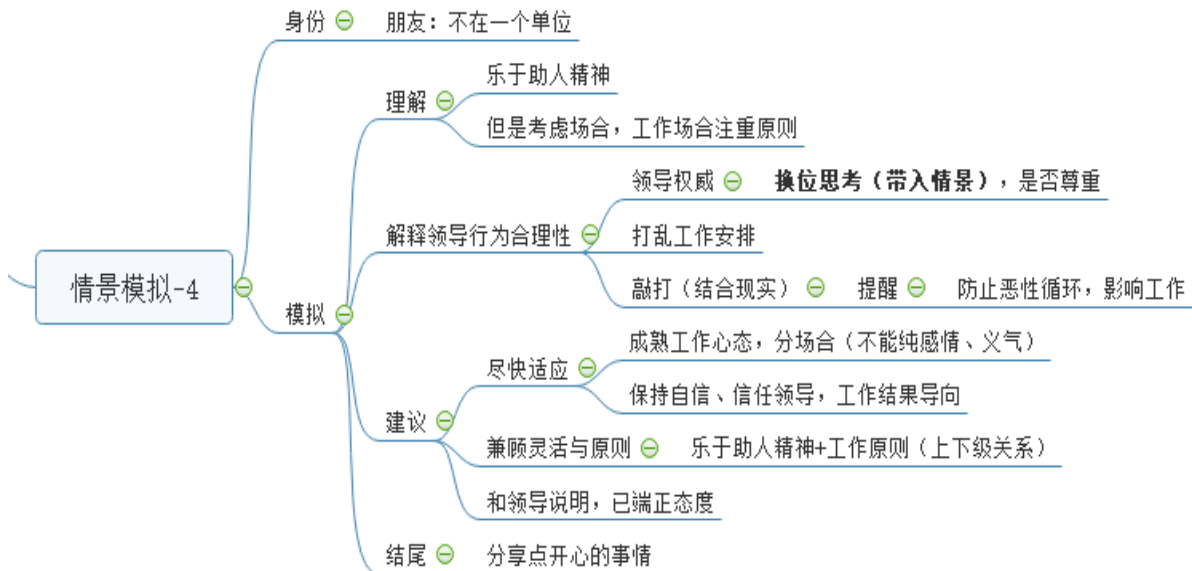 身份
朋友：不在一个单位
乐于助人精神
理解
但是考虑场合，工作场合注重原则
领导权威
换位思考（带入情景），是否尊重
解释领导行为合理性
打乱工作安排
情景模拟-4
敲打（结合现实）
提醒
防止恶性循环，影响工作
模拟
成熟工作心态，分场合（不能纯感情、义气）
尽快适应
保持自信、信任领导，工作结果导向
建议
兼顾灵活与原则
乐于助人精神+工作原则（上下级关系）
和领导说明，已端正态度
结尾
分享点开心的事情